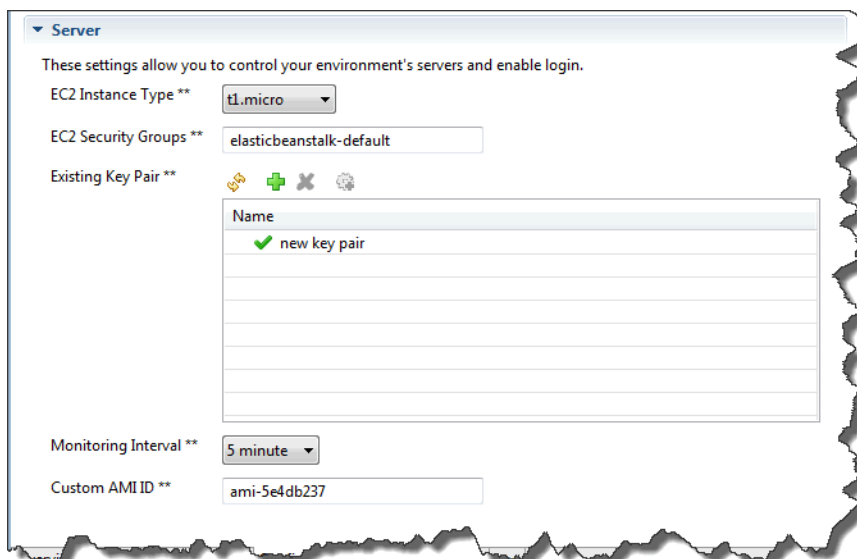 Server
These settings allow you to control your environment's servers and enable login.
EC2 Instance Type ** t1.micro
EC2 Security Groups ** elasticbeanstalk-default
Existing Key Pair **
Name
new key pair
Monitoring Interval ** 5 minute
Custom AMI ID ** ami-5e4db237